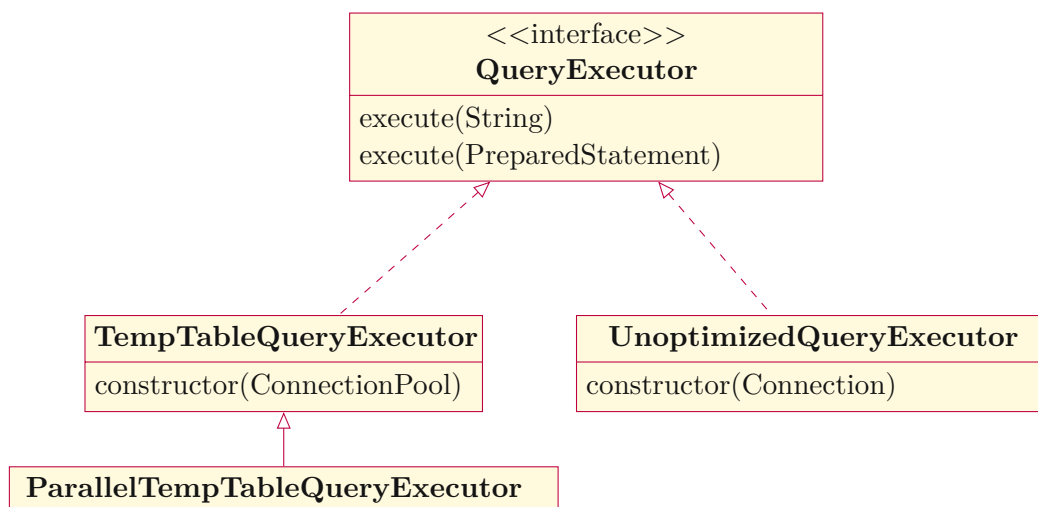 <<interface>>
QueryExecutor
execute(String)
execute(PreparedStatement)
TempTableQueryExecutor
constructor(ConnectionPool)
UnoptimizedQueryExecutor
constructor(Connection)
ParallelTempTableQueryExecutor